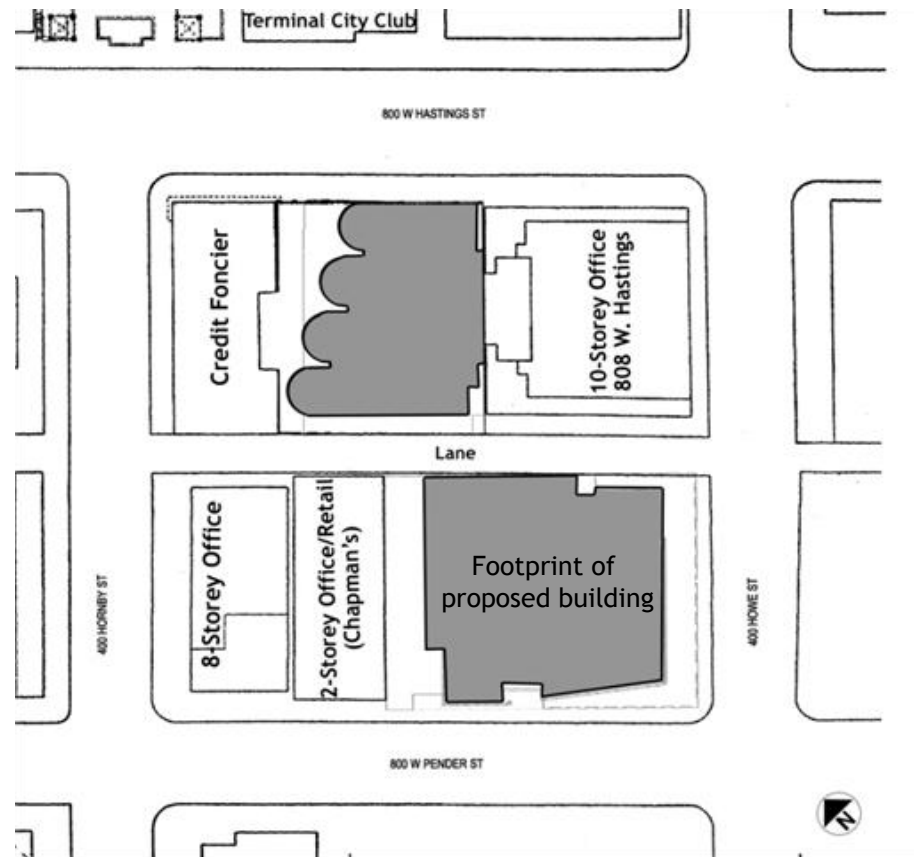 Terminal City Club
800 W HASTINGS ST
Credit Foncier
10-Storey Office
808 W. Hastings
Lane
8-Storey Office
2-Storey Office/Retail
(Chapman's)
Footprint of
proposed building
400 HORNBY ST
400 HOWE ST
800 W PENDER ST
N